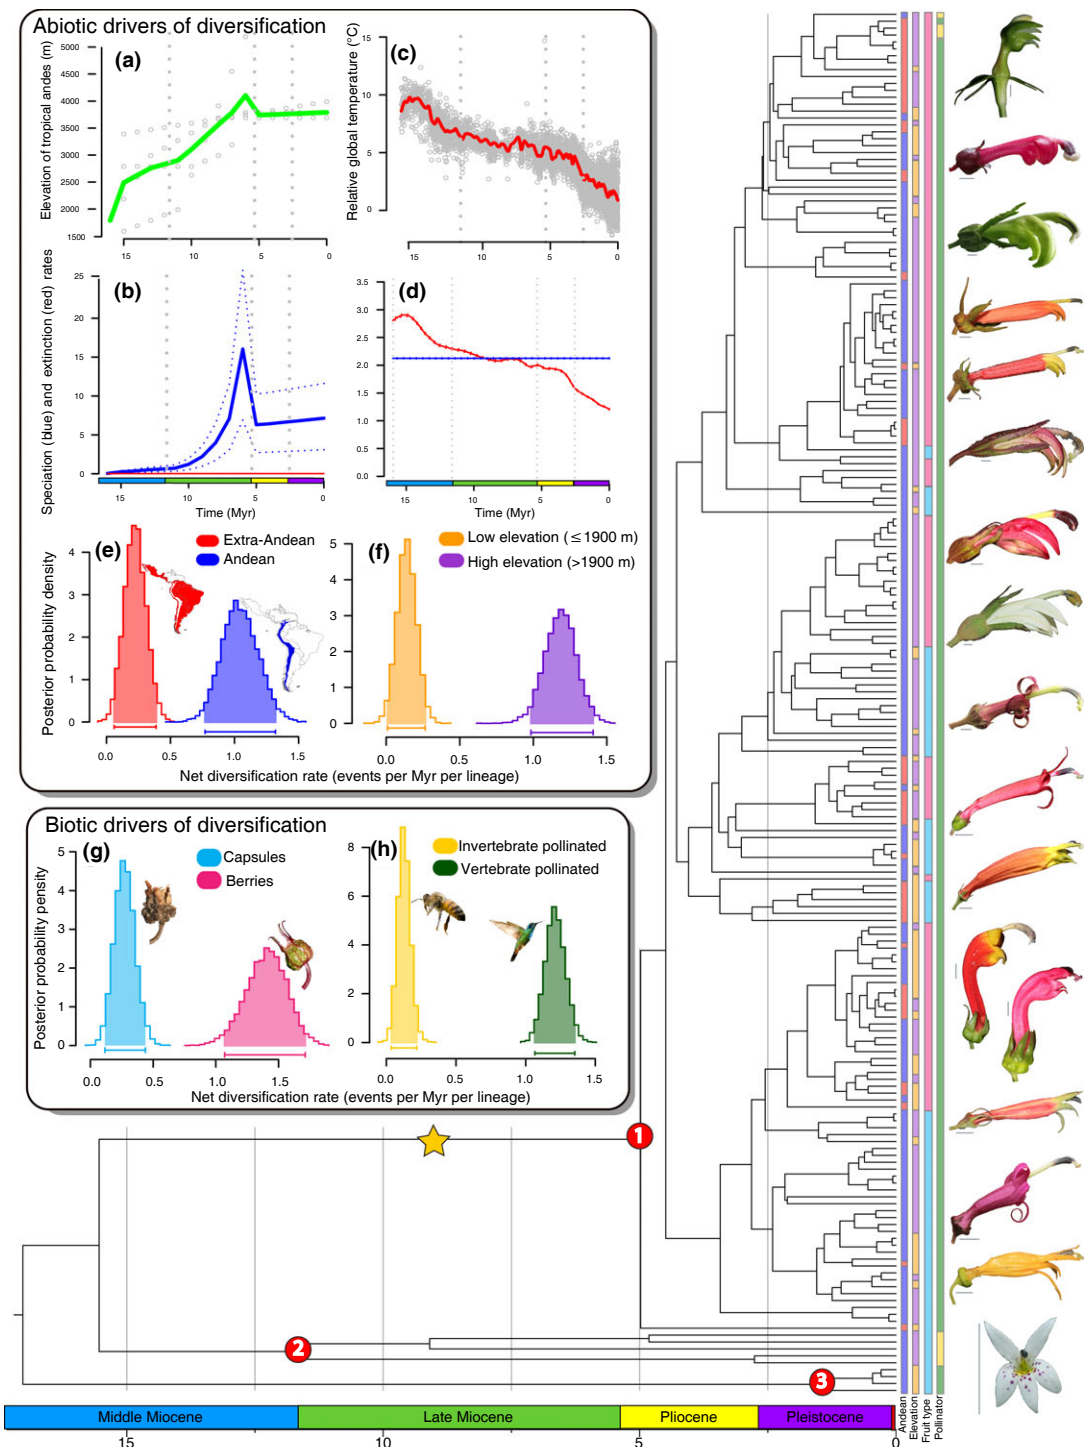 Abiotic drivers of diversification
(a)
Elevation of tropical andes (m)
5000
4500
4000
3500
3000
2500
2000
1500
15
10
5
0
(c)
Relative global temperature (°C)
15
10
5
0
15
10
5
0
(b)
Speciation (blue) and extinction (red) rates
25
20
15
10
5
0
15
10
5
0
Time (Myr)
(d)
3.5
3.0
2.5
2.0
1.5
1.0
0.5
0.0
15
10
5
0
Time (Myr)
(e)
Extra-Andean
Andean
Posterior probability density
4
3
2
1
0
0.0
0.5
1.0
1.5
(f)
Low elevation (≤1900 m)
High elevation (>1900 m)
5
4
3
2
1
0
0.0
0.5
1.0
1.5
Net diversification rate (events per Myr per lineage)
Biotic drivers of diversification
(g)
Capsules
Berries
Posterior probability pensity
5
4
3
2
1
0
0.0
0.5
1.0
1.5
(h)
Invertebrate pollinated
Vertebrate pollinated
8
6
4
2
0
0.0
0.5
1.0
1.5
Net diversification rate (events per Myr per lineage)
1
2
3
Andean
Elevation
Fruit type
Pollinator
Middle Miocene
Late Miocene
Pliocene
Pleistocene
15
10
5
0